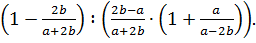 (1 − 2b/(a+2b)) : ((2b−a)/(a+2b) · (1 + a/(a−2b))).